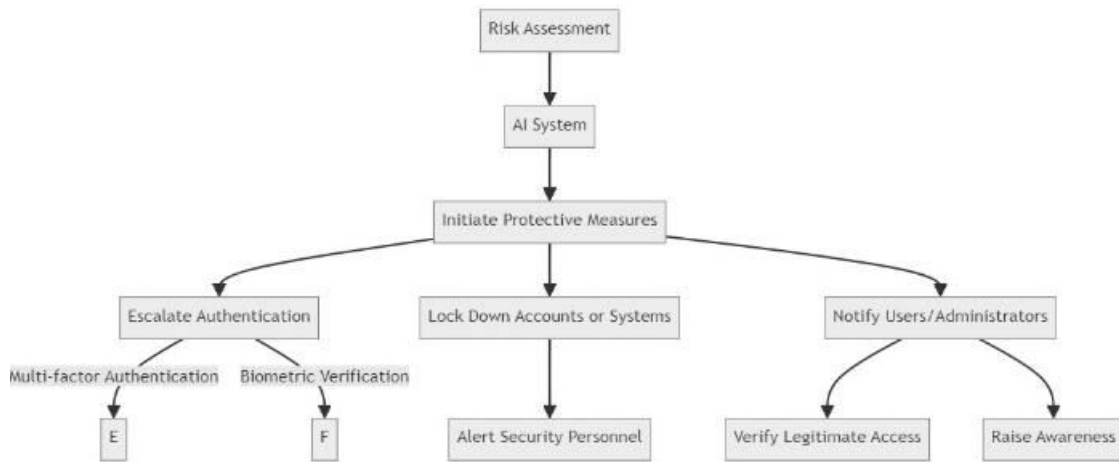 Risk Assessment
AI System
Initiate Protective Measures
Escalate Authentication
Lock Down Accounts or Systems
Notify Users/Administrators
Multi-factor Authentication
Biometric Verification
E
F
Alert Security Personnel
Verify Legitimate Access
Raise Awareness